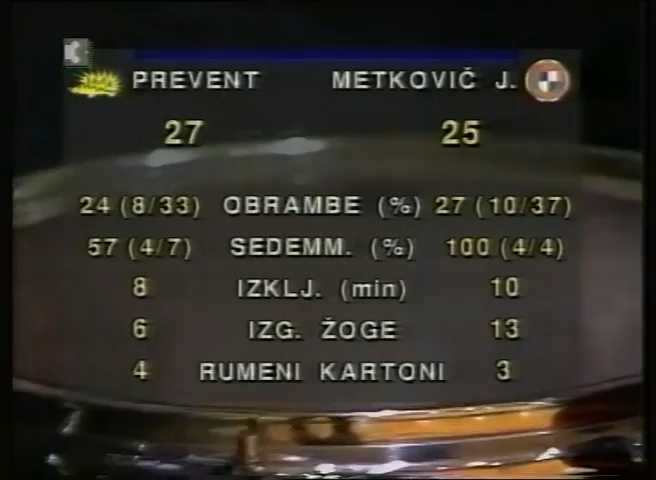 PREVENT METKOVIČ J.
27 25
24 (8/33) OBRAMBE (%) 27 (10/37)
57 (4/7) SEDEMM. (%) 100 (4/4)
8 IZKLJ. (min) 10
6 IZG. ŽOGE 13
4 RUMENI KARTONI 3